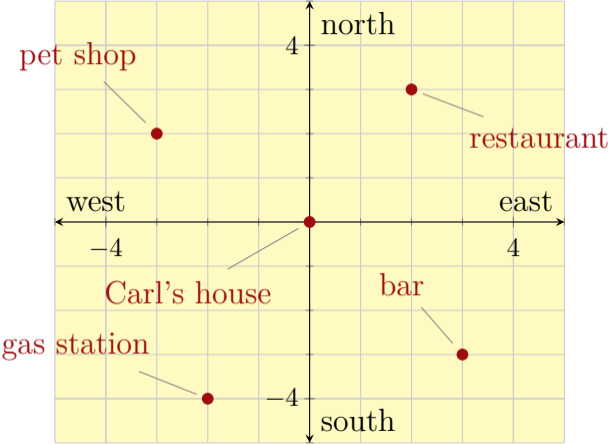 north
4
pet shop
restaurant
west
east
−4
4
Carl's house
bar
gas station
−4
south